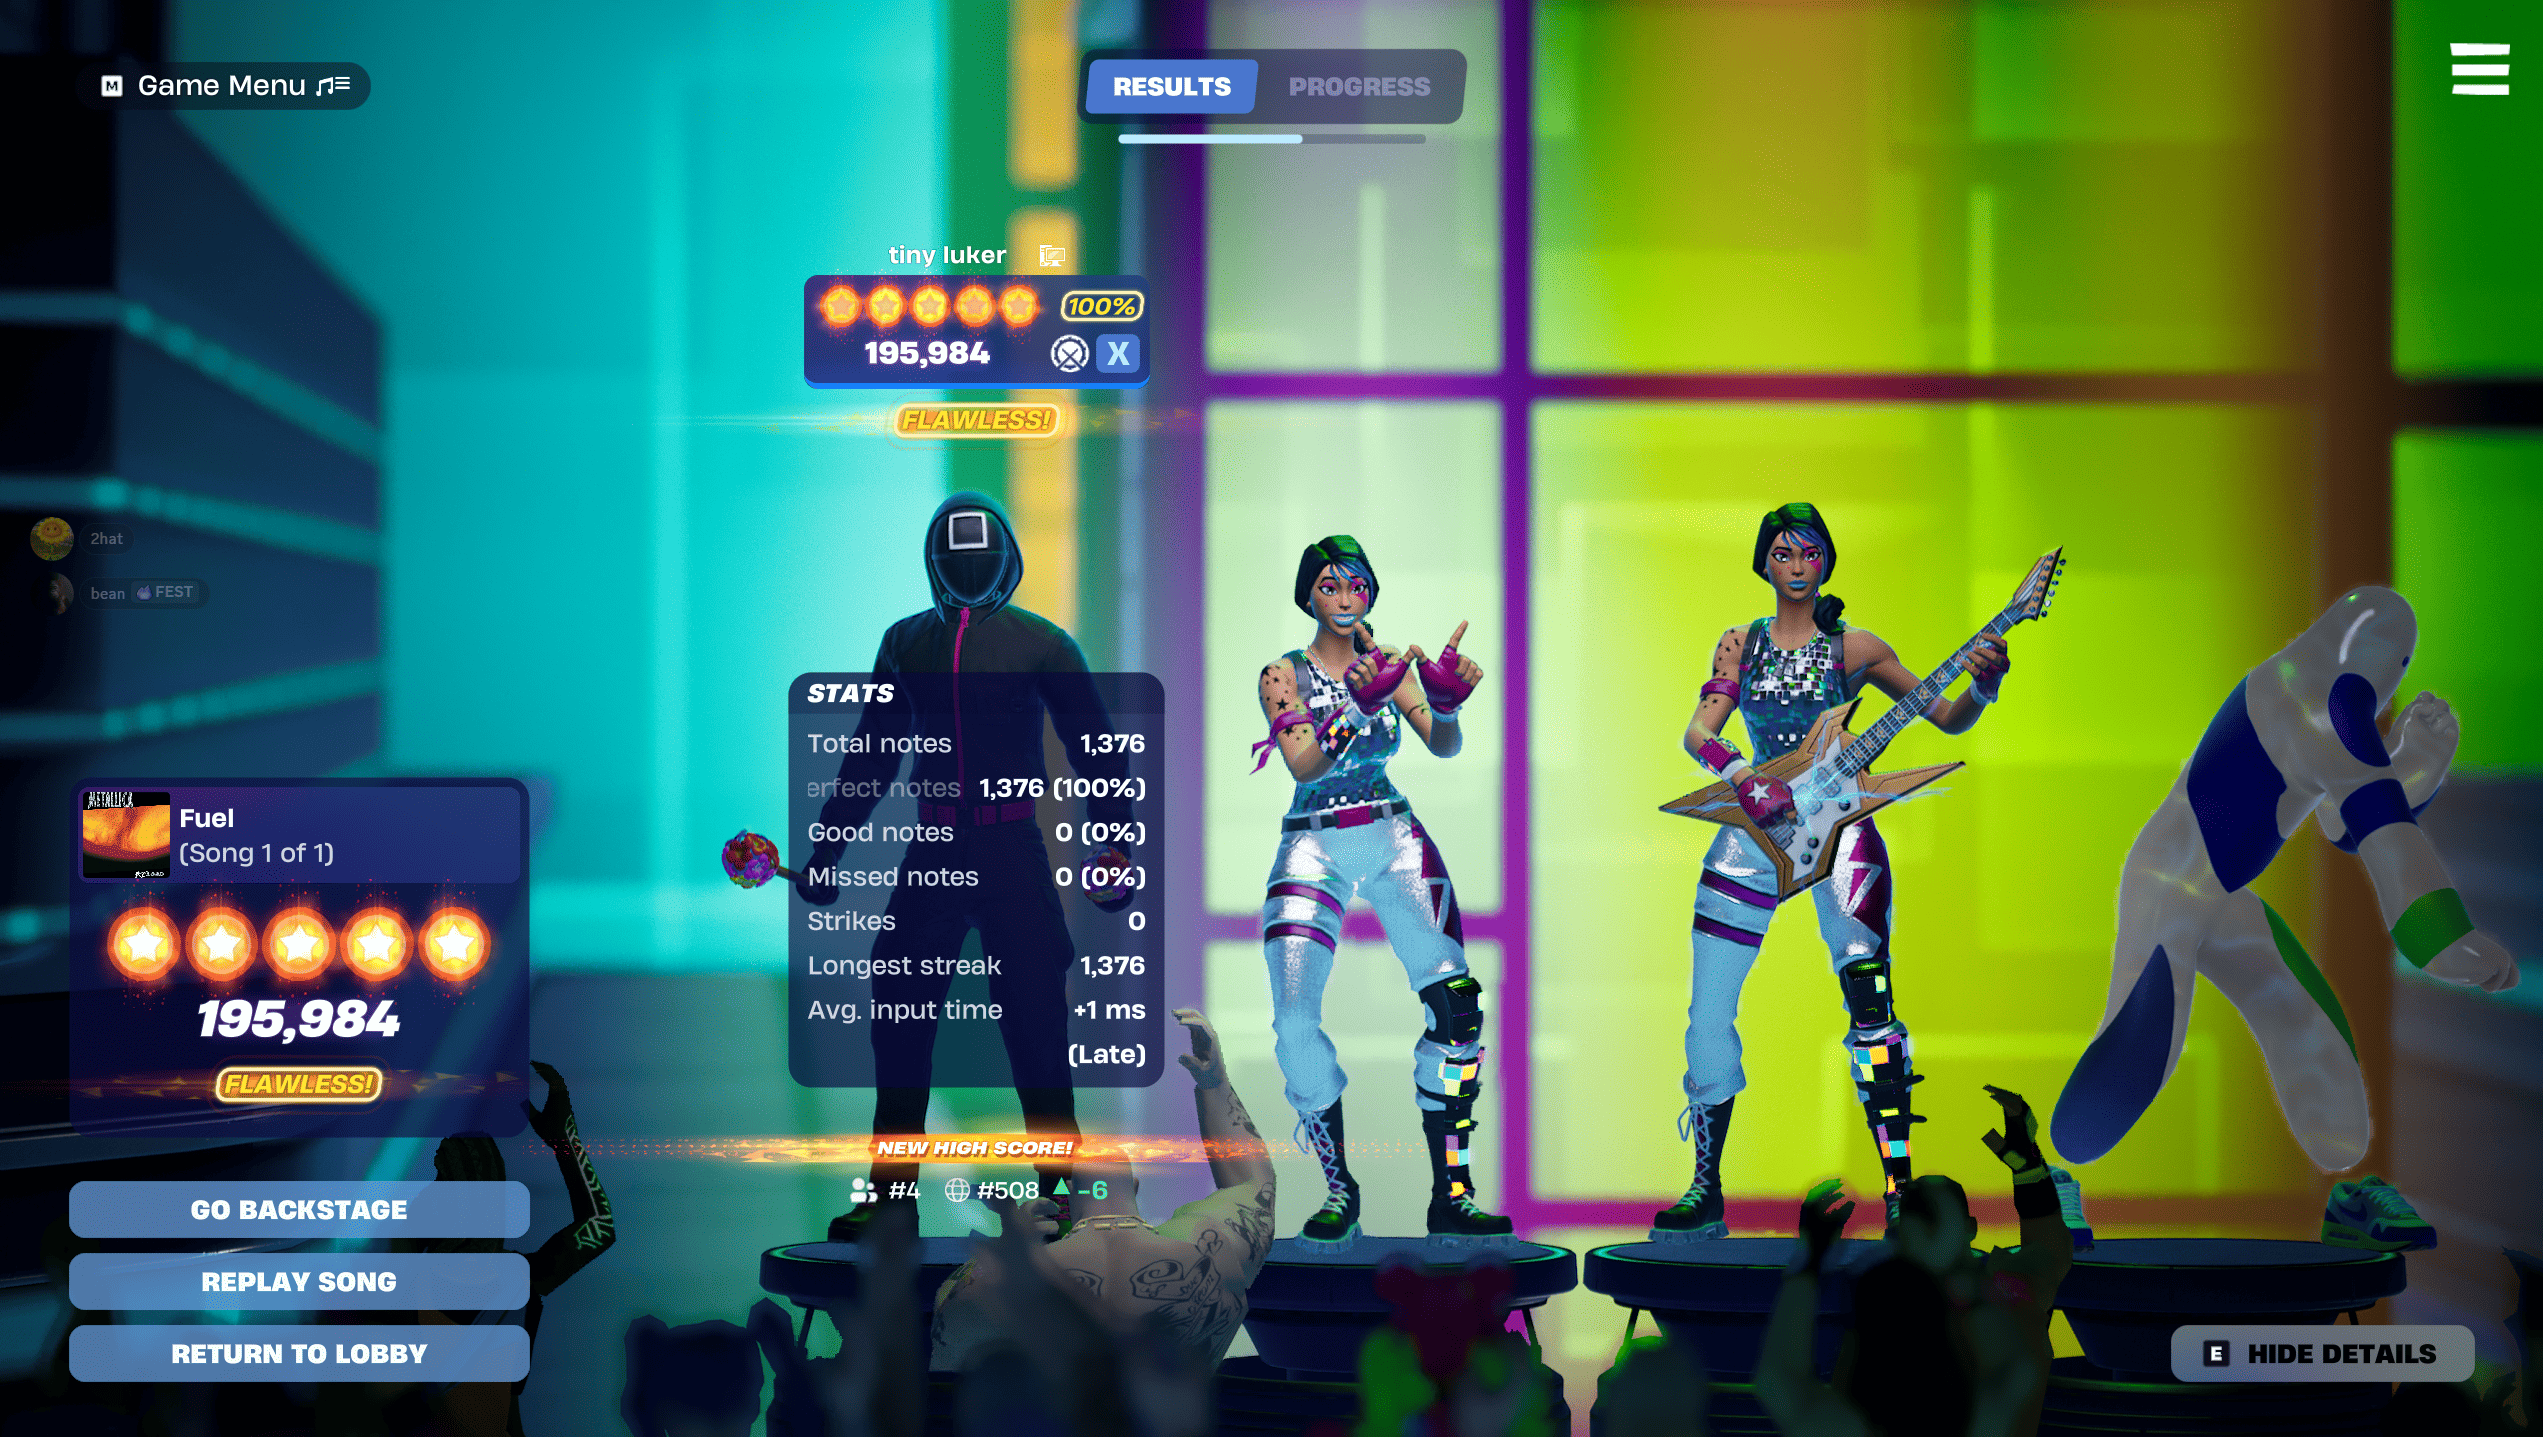 M Game Menu
RESULTS PROGRESS
tiny luker
100%
195,984 X
FLAWLESS!
2hat
bean FEST
STATS
Total notes 1,376
erfect notes 1,376 (100%)
Good notes 0 (0%)
Missed notes 0 (0%)
Strikes 0
Longest streak 1,376
Avg. input time +1 ms
(Late)
NEW HIGH SCORE!
#4 #508 -6
METALLICA
RELOAD
Fuel
(Song 1 of 1)
195,984
FLAWLESS!
GO BACKSTAGE
REPLAY SONG
RETURN TO LOBBY
E HIDE DETAILS